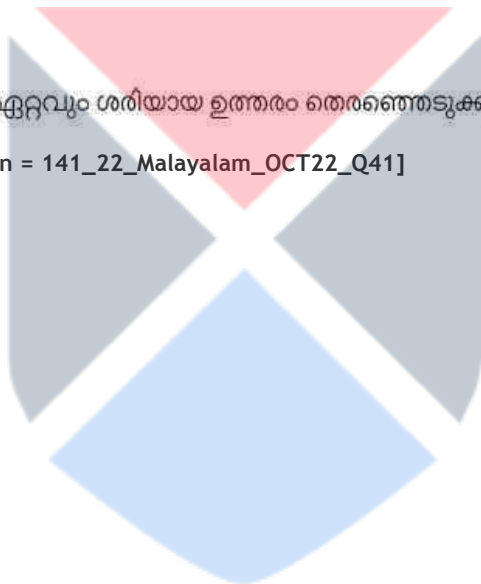 ഏറ്റവും ശരിയായ ഉത്തരം തെരഞ്ഞെടുക്ക
n = 141_22_Malayalam_OCT22_Q41]